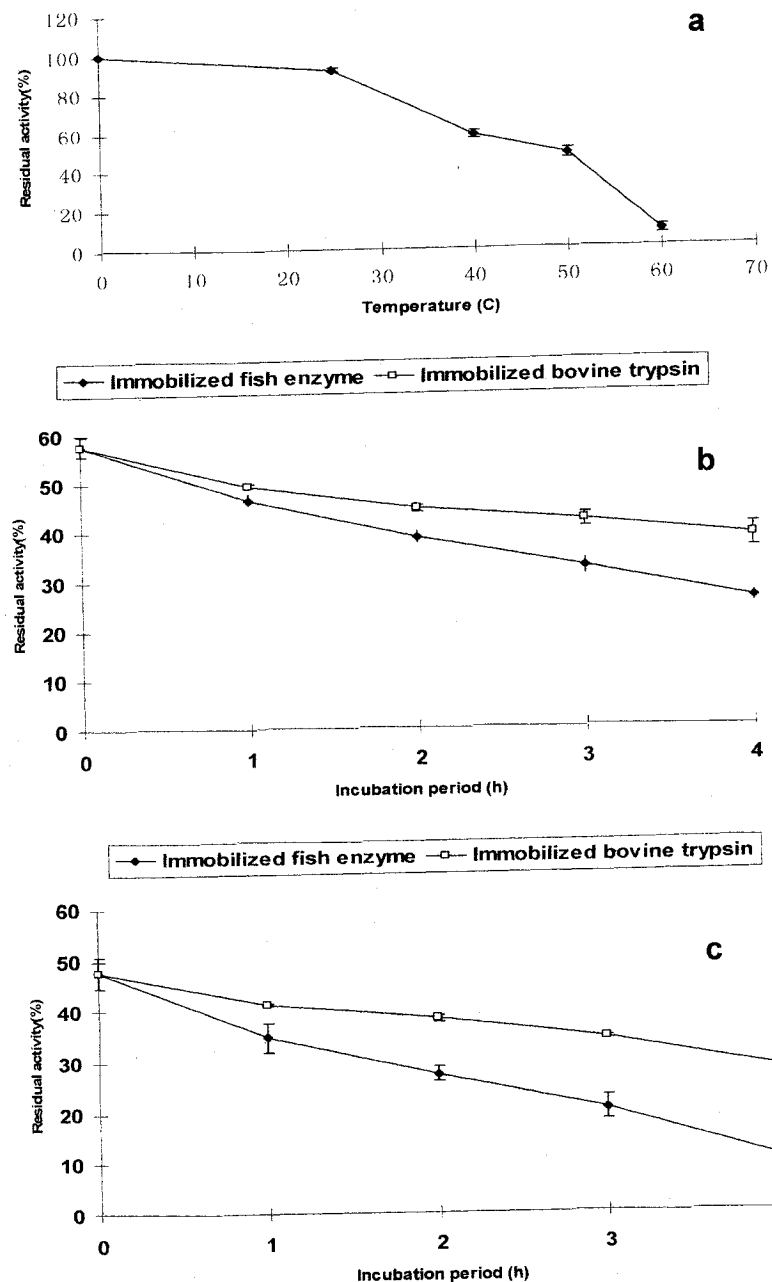 a
120
100
80
60
40
20
0
Residual activity(%)
0 10 20 30 40 50 60 70
Temperature (C)
Immobilized fish enzyme Immobilized bovine trypsin
b
60
50
40
30
20
10
0
Residual activity(%)
0 1 2 3 4
Incubation period (h)
Immobilized fish enzyme Immobilized bovine trypsin
c
60
50
40
30
20
10
0
Residual activity(%)
0 1 2 3
Incubation period (h)